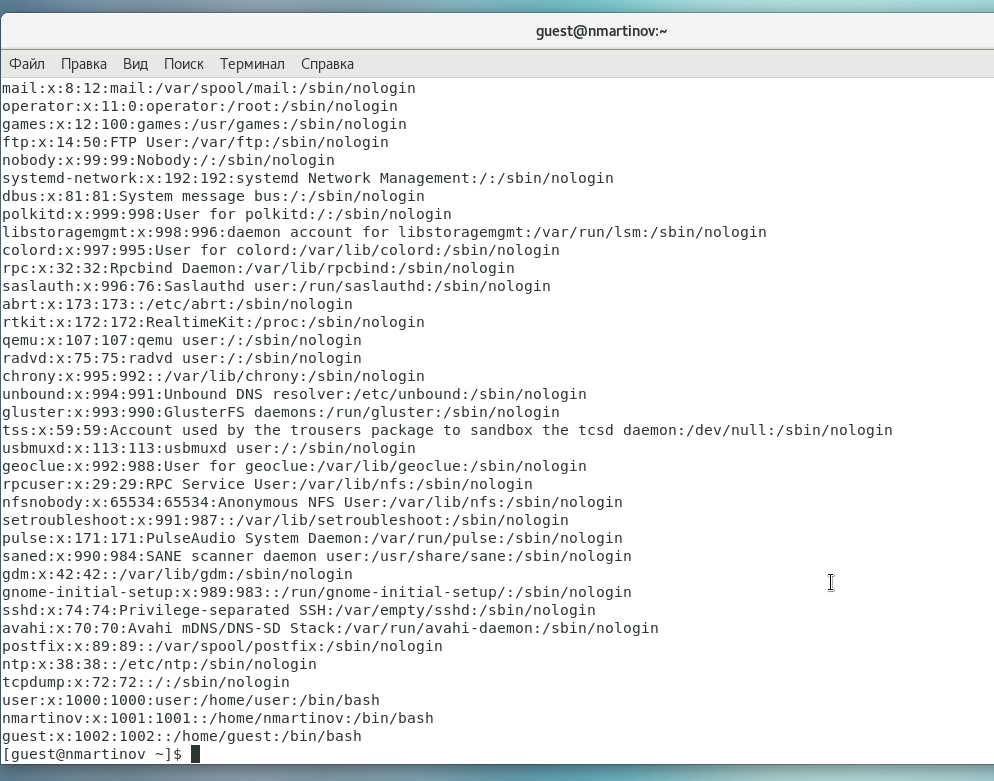 guest@nmartinov:~
Файл Правка Вид Поиск Терминал Справка
mail:x:8:12:mail:/var/spool/mail:/sbin/nologin
operator:x:11:0:operator:/root:/sbin/nologin
games:x:12:100:games:/usr/games:/sbin/nologin
ftp:x:14:50:FTP User:/var/ftp:/sbin/nologin
nobody:x:99:99:Nobody:/:/sbin/nologin
systemd-network:x:192:192:systemd Network Management:/:/sbin/nologin
dbus:x:81:81:System message bus:/:/sbin/nologin
polkitd:x:999:998:User for polkitd:/:/sbin/nologin
libstoragemgmt:x:998:996:daemon account for libstoragemgmt:/var/run/lsm:/sbin/nologin
colord:x:997:995:User for colord:/var/lib/colord:/sbin/nologin
rpc:x:32:32:Rpcbind Daemon:/var/lib/rpcbind:/sbin/nologin
saslauth:x:996:76:Saslauthd user:/run/saslauthd:/sbin/nologin
abrt:x:173:173::/etc/abrt:/sbin/nologin
rtkit:x:172:172:RealtimeKit:/proc:/sbin/nologin
qemu:x:107:107:qemu user:/:/sbin/nologin
radvd:x:75:75:radvd user:/:/sbin/nologin
chrony:x:995:992::/var/lib/chrony:/sbin/nologin
unbound:x:994:991:Unbound DNS resolver:/etc/unbound:/sbin/nologin
gluster:x:993:990:GlusterFS daemons:/run/gluster:/sbin/nologin
tss:x:59:59:Account used by the trousers package to sandbox the tcsd daemon:/dev/null:/sbin/nologin
usbmuxd:x:113:113:usbmuxd user:/:/sbin/nologin
geoclue:x:992:988:User for geoclue:/var/lib/geoclue:/sbin/nologin
rpcuser:x:29:29:RPC Service User:/var/lib/nfs:/sbin/nologin
nfsnobody:x:65534:65534:Anonymous NFS User:/var/lib/nfs:/sbin/nologin
setroubleshoot:x:991:987::/var/lib/setroubleshoot:/sbin/nologin
pulse:x:171:171:PulseAudio System Daemon:/var/run/pulse:/sbin/nologin
saned:x:990:984:SANE scanner daemon user:/usr/share/sane:/sbin/nologin
gdm:x:42:42::/var/lib/gdm:/sbin/nologin
gnome-initial-setup:x:989:983::/run/gnome-initial-setup/:/sbin/nologin
sshd:x:74:74:Privilege-separated SSH:/var/empty/sshd:/sbin/nologin
avahi:x:70:70:Avahi mDNS/DNS-SD Stack:/var/run/avahi-daemon:/sbin/nologin
postfix:x:89:89::/var/spool/postfix:/sbin/nologin
ntp:x:38:38::/etc/ntp:/sbin/nologin
tcpdump:x:72:72::/:/sbin/nologin
user:x:1000:1000:user:/home/user:/bin/bash
nmartinov:x:1001:1001::/home/nmartinov:/bin/bash
guest:x:1002:1002::/home/guest:/bin/bash
[guest@nmartinov ~]$